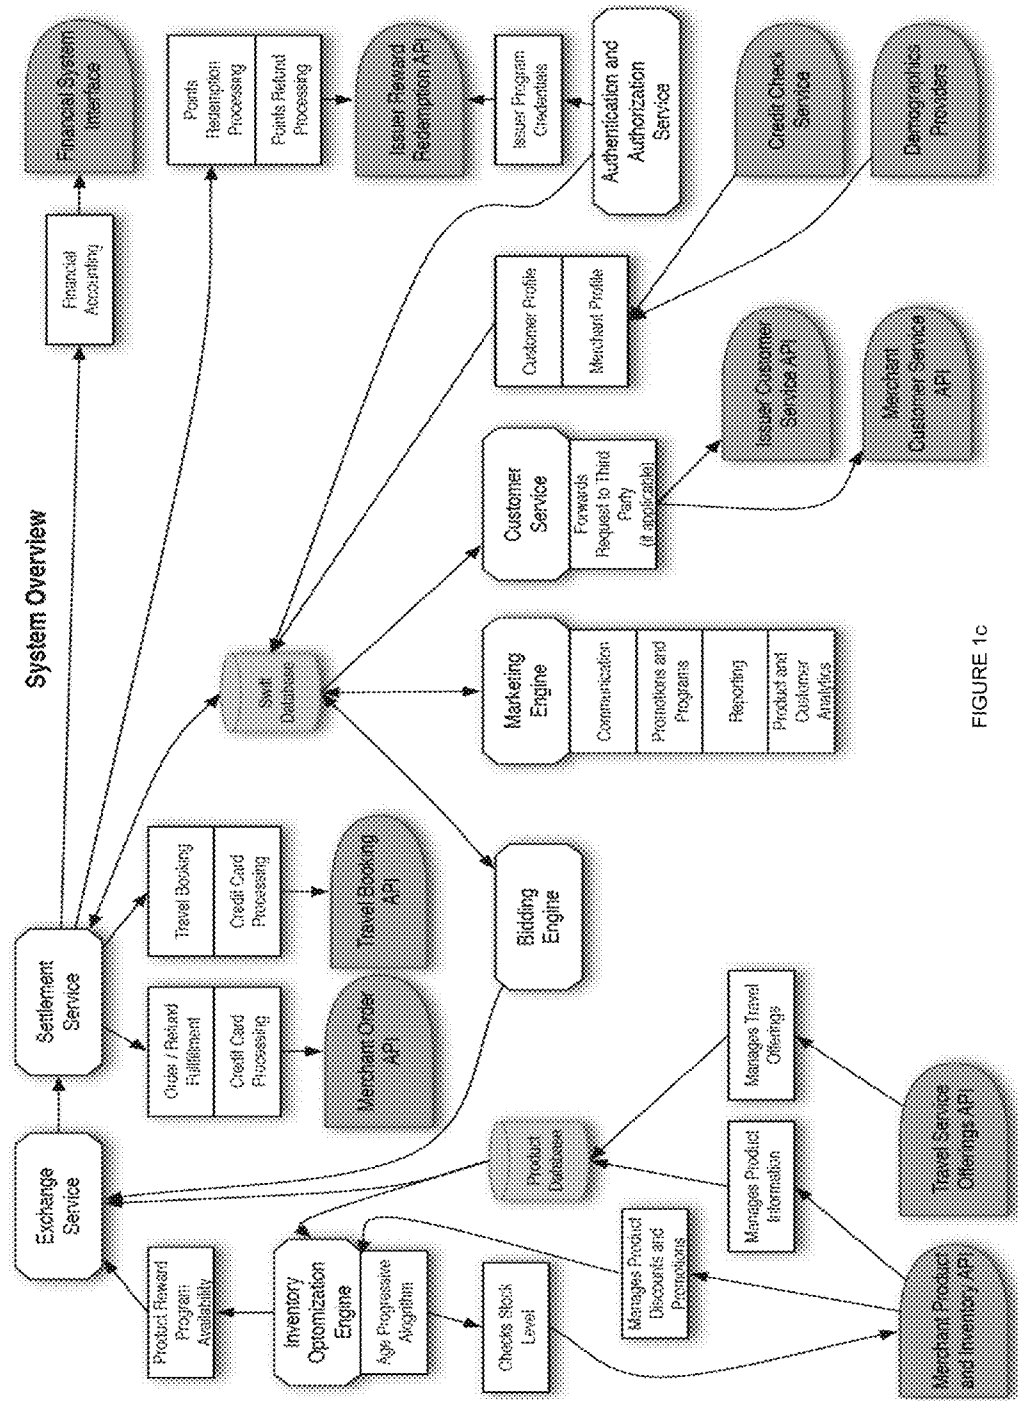 System Overview
Exchange
Service
Settlement
Service
Financial
Accounting
Financial System
Interface
Product Reward
Program
Availability
Order / Refund
Fulfillment
Credit Card
Processing
Travel Booking
Credit Card
Processing
Points
Redemption
Processing
Points Refund
Processing
Inventory
Optomization
Engine
Age Progressive
Alogrithm
Merchant Order
API
Travel Booking
API
Database
Issuer Reward
Redemption API
Checks Stock
Level
Product
Database
Bidding
Engine
Marketing
Engine
Communication
Promotions and
Programs
Reporting
Product and
Customer
Analytics
Customer
Service
Forwards
Request to Third
Party
(if applicable)
Customer Profile
Merchant Profile
Issuer Program
Credentials
Authentication and
Authorization
Service
Manages Product
Discounts and
Promotions
Manages Product
Information
Manages Travel
Offerings
Issuer Customer
Service API
Credit Check
Service
Merchant Product
and Inventory API
Travel Service
Offerings API
Merchant
Customer Service
API
Demographics
Providers
FIGURE 1c